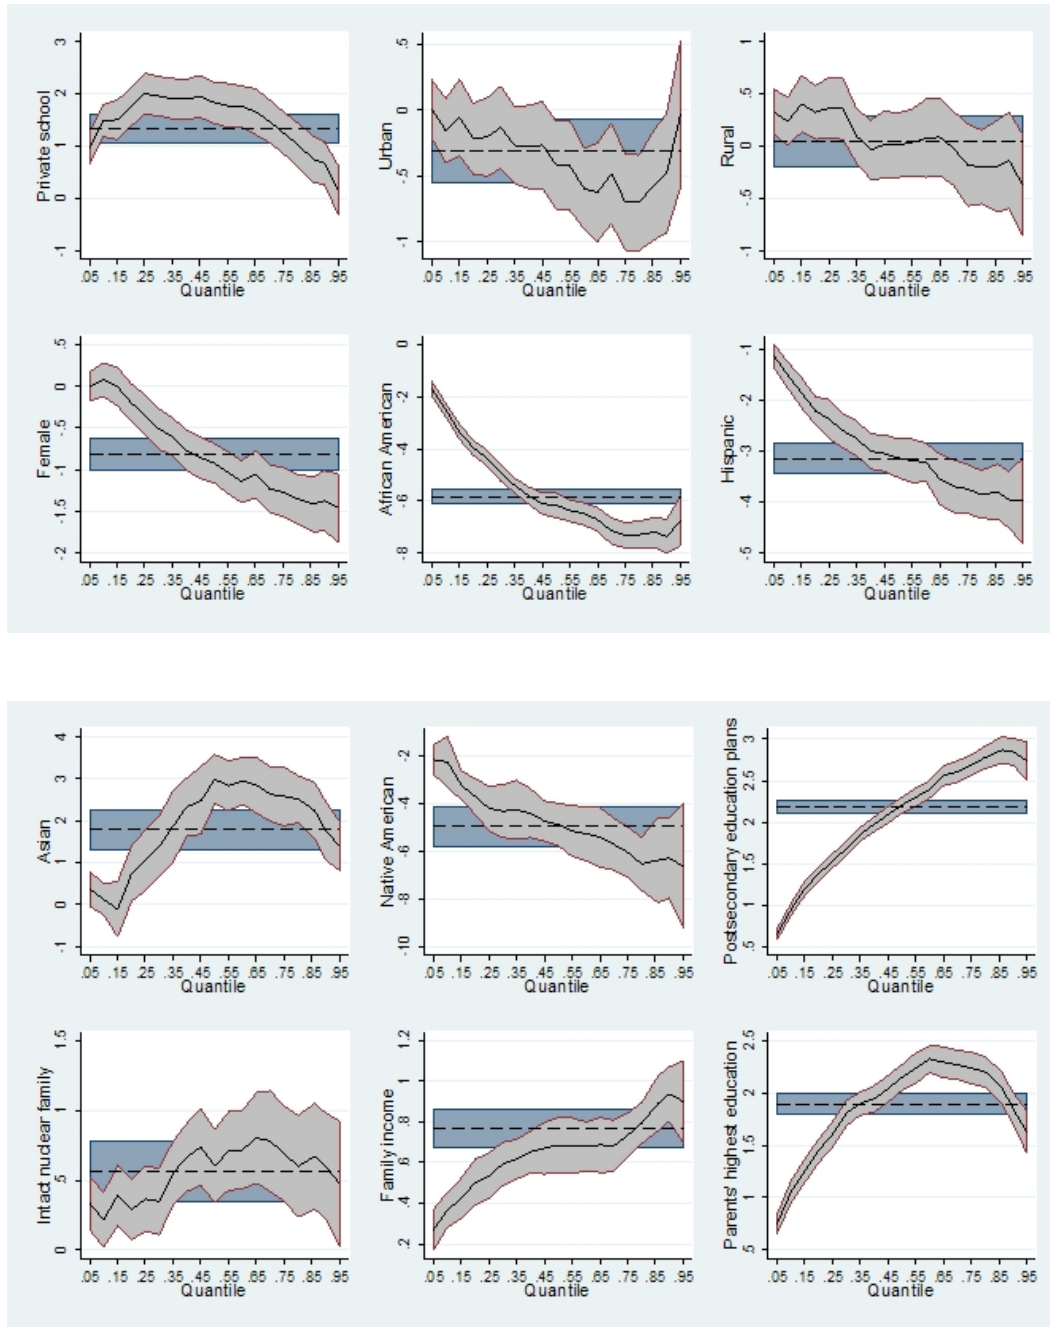 Private school
3
2
1
0
-1
.05 .15 .25 .35 .45 .55 .65 .75 .85 .95
Quantile
Urban
.5
0
-.5
-1
.05 .15 .25 .35 .45 .55 .65 .75 .85 .95
Quantile
Rural
1
.5
0
-.5
-1
.05 .15 .25 .35 .45 .55 .65 .75 .85 .95
Quantile
Female
.5
0
-.5
-1
-1.5
-2
.05 .15 .25 .35 .45 .55 .65 .75 .85 .95
Quantile
African American
0
-2
-4
-6
-8
.05 .15 .25 .35 .45 .55 .65 .75 .85 .95
Quantile
Hispanic
-1
-2
-3
-4
-5
.05 .15 .25 .35 .45 .55 .65 .75 .85 .95
Quantile
Asian
4
3
2
1
0
-1
.05 .15 .25 .35 .45 .55 .65 .75 .85 .95
Quantile
Native American
-2
-4
-6
-8
-10
.05 .15 .25 .35 .45 .55 .65 .75 .85 .95
Quantile
Postsecondary education plans
3
2.5
2
1.5
1
.5
.05 .15 .25 .35 .45 .55 .65 .75 .85 .95
Quantile
Intact nuclear family
1.5
1
.5
0
.05 .15 .25 .35 .45 .55 .65 .75 .85 .95
Quantile
Family income
1.2
1
.8
.6
.4
.2
.05 .15 .25 .35 .45 .55 .65 .75 .85 .95
Quantile
Parents' highest education
2.5
2
1.5
1
.5
.05 .15 .25 .35 .45 .55 .65 .75 .85 .95
Quantile